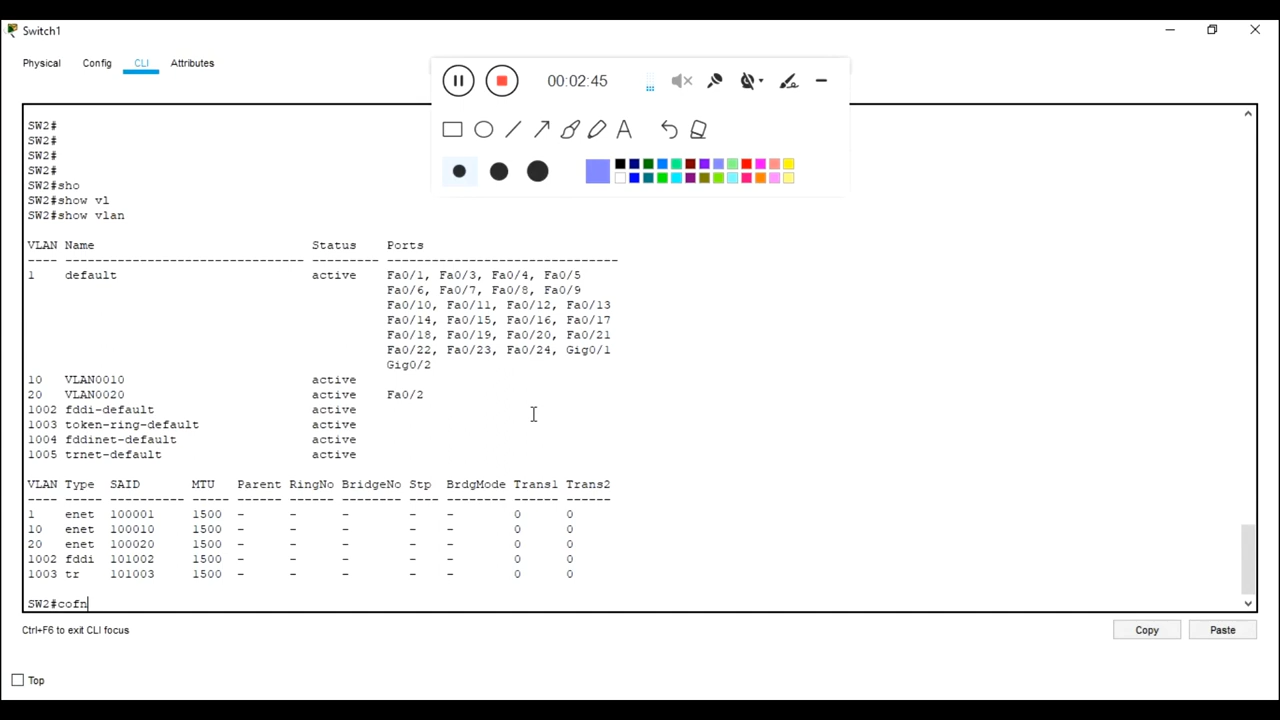 Switch1
Physical Config CLI Attributes
00:02:45
A
SW2#
SW2#
SW2#
SW2#
SW2#sho
SW2#show vl
SW2#show vlan
VLAN Name Status Ports
---- -------------------------------- --------- -------------------------------
1 default active Fa0/1, Fa0/3, Fa0/4, Fa0/5
Fa0/6, Fa0/7, Fa0/8, Fa0/9
Fa0/10, Fa0/11, Fa0/12, Fa0/13
Fa0/14, Fa0/15, Fa0/16, Fa0/17
Fa0/18, Fa0/19, Fa0/20, Fa0/21
Fa0/22, Fa0/23, Fa0/24, Gig0/1
Gig0/2
10 VLAN0010 active
20 VLAN0020 active Fa0/2
1002 fddi-default active
1003 token-ring-default active
1004 fddinet-default active
1005 trnet-default active
VLAN Type SAID MTU Parent RingNo BridgeNo Stp BrdgMode Trans1 Trans2
---- ----- ---------- ----- ------ ------ -------- ---- -------- ------ ------
1 enet 100001 1500 - - - - - 0 0
10 enet 100010 1500 - - - - - 0 0
20 enet 100020 1500 - - - - - 0 0
1002 fddi 101002 1500 - - - - - 0 0
1003 tr 101003 1500 - - - - - 0 0
SW2#cofn
Ctrl+F6 to exit CLI focus
Copy Paste
Top